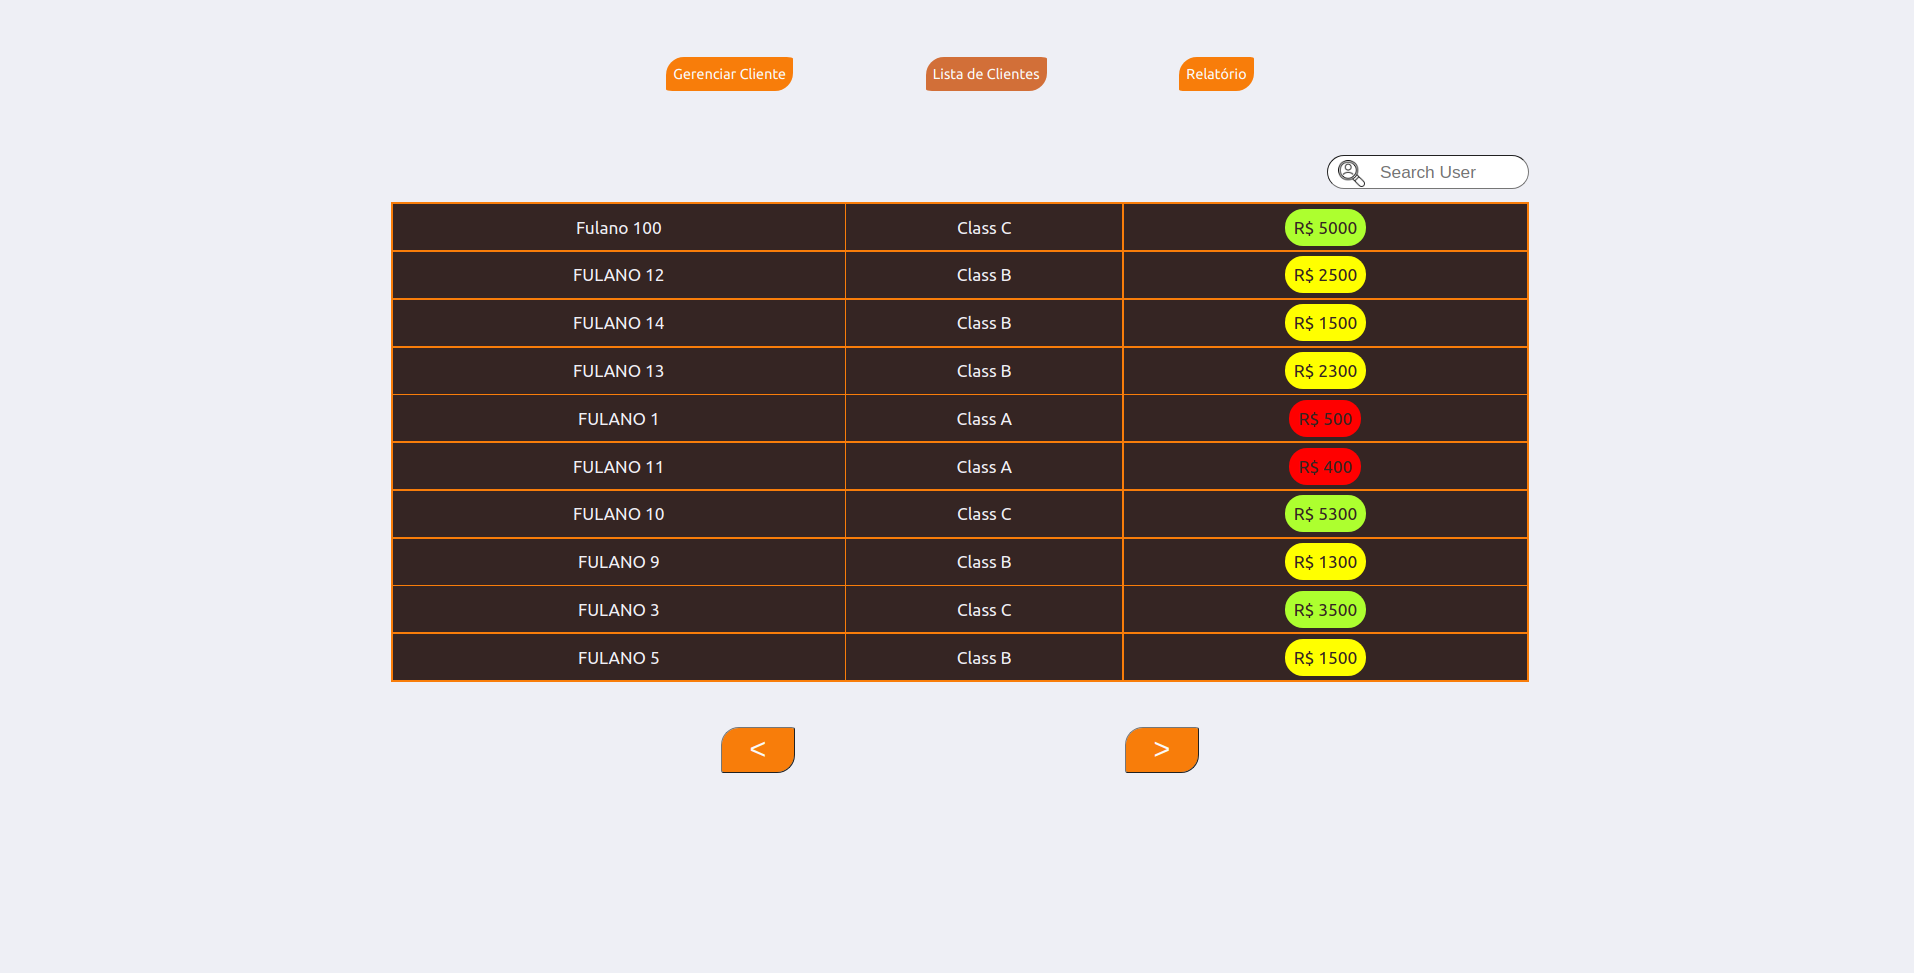 Gerenciar Cliente Lista de Clientes Relatório
Search User
Fulano 100 Class C R$ 5000
FULANO 12 Class B R$ 2500
FULANO 14 Class B R$ 1500
FULANO 13 Class B R$ 2300
FULANO 1 Class A R$ 500
FULANO 11 Class A R$ 400
FULANO 10 Class C R$ 5300
FULANO 9 Class B R$ 1300
FULANO 3 Class C R$ 3500
FULANO 5 Class B R$ 1500
< >